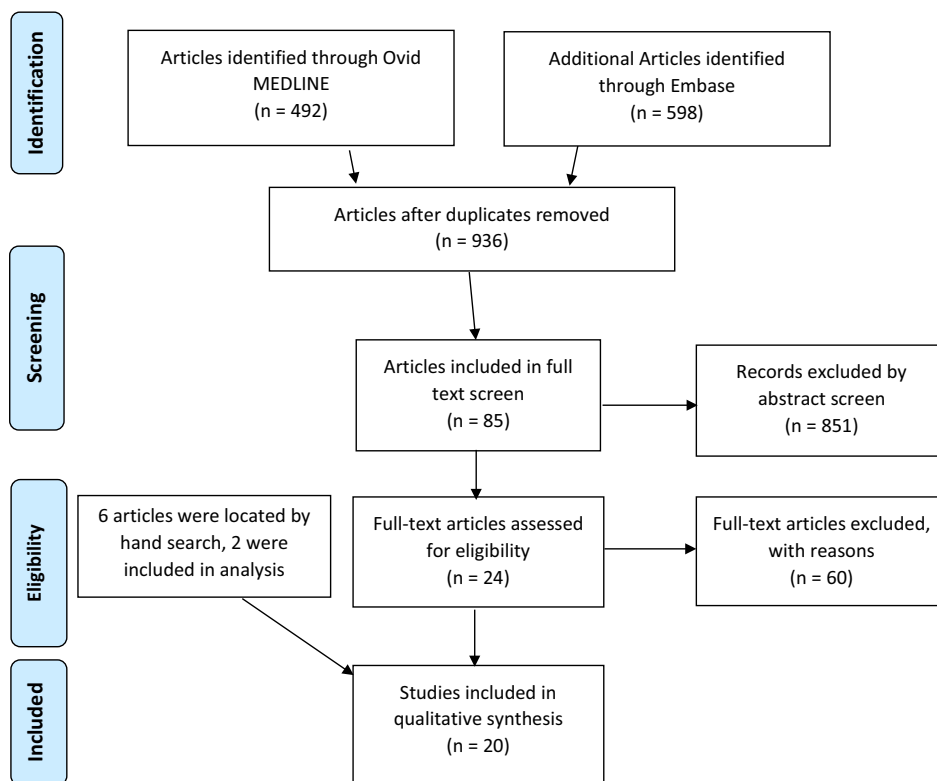 Identification
Articles identified through Ovid
MEDLINE
(n = 492)
Additional Articles identified
through Embase
(n = 598)
Articles after duplicates removed
(n = 936)
Screening
Articles included in full
text screen
(n = 85)
Records excluded by
abstract screen
(n = 851)
Eligibility
6 articles were located by
hand search, 2 were
included in analysis
Full-text articles assessed
for eligibility
(n = 24)
Full-text articles excluded,
with reasons
(n = 60)
Included
Studies included in
qualitative synthesis
(n = 20)